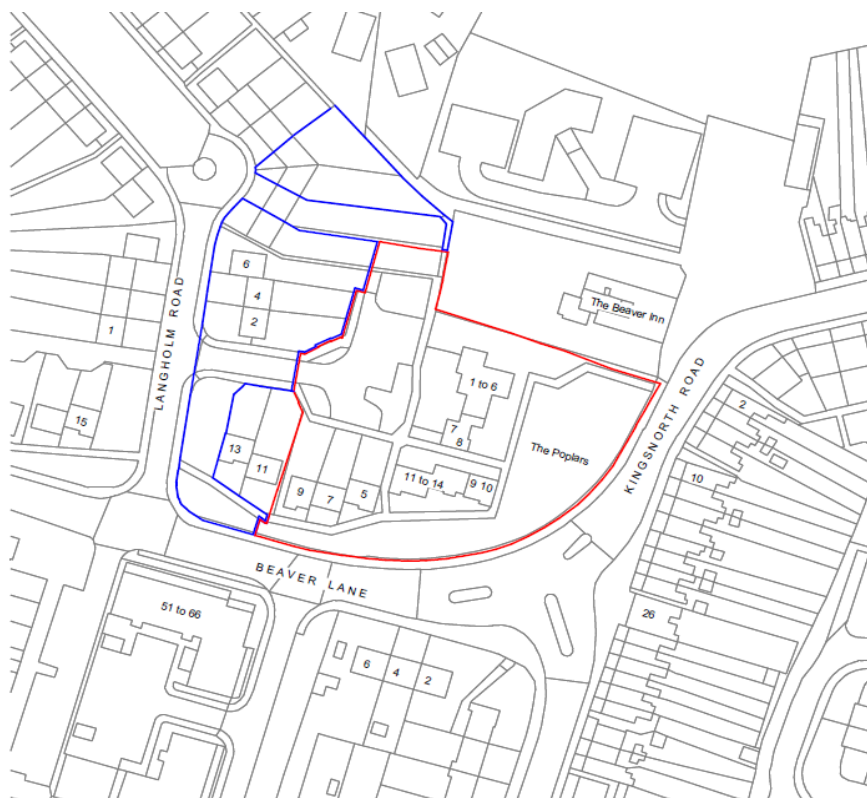 6
4
2
1
LANGHOLM ROAD
15
13
11
9
7
5
The Beaver Inn
1 to 6
7
8
The Poplars
11 to 14
9 10
KINGSNORTH ROAD
2
10
26
BEAVER LANE
51 to 66
6
4
2